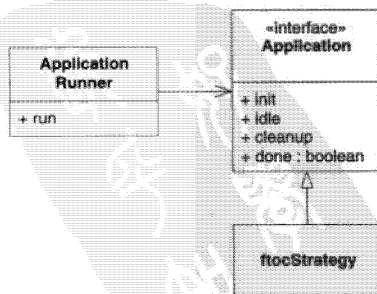 «interface»
Application
Application
Runner
+ run
+ init
+ idle
+ cleanup
+ done : boolean
ftocStrategy